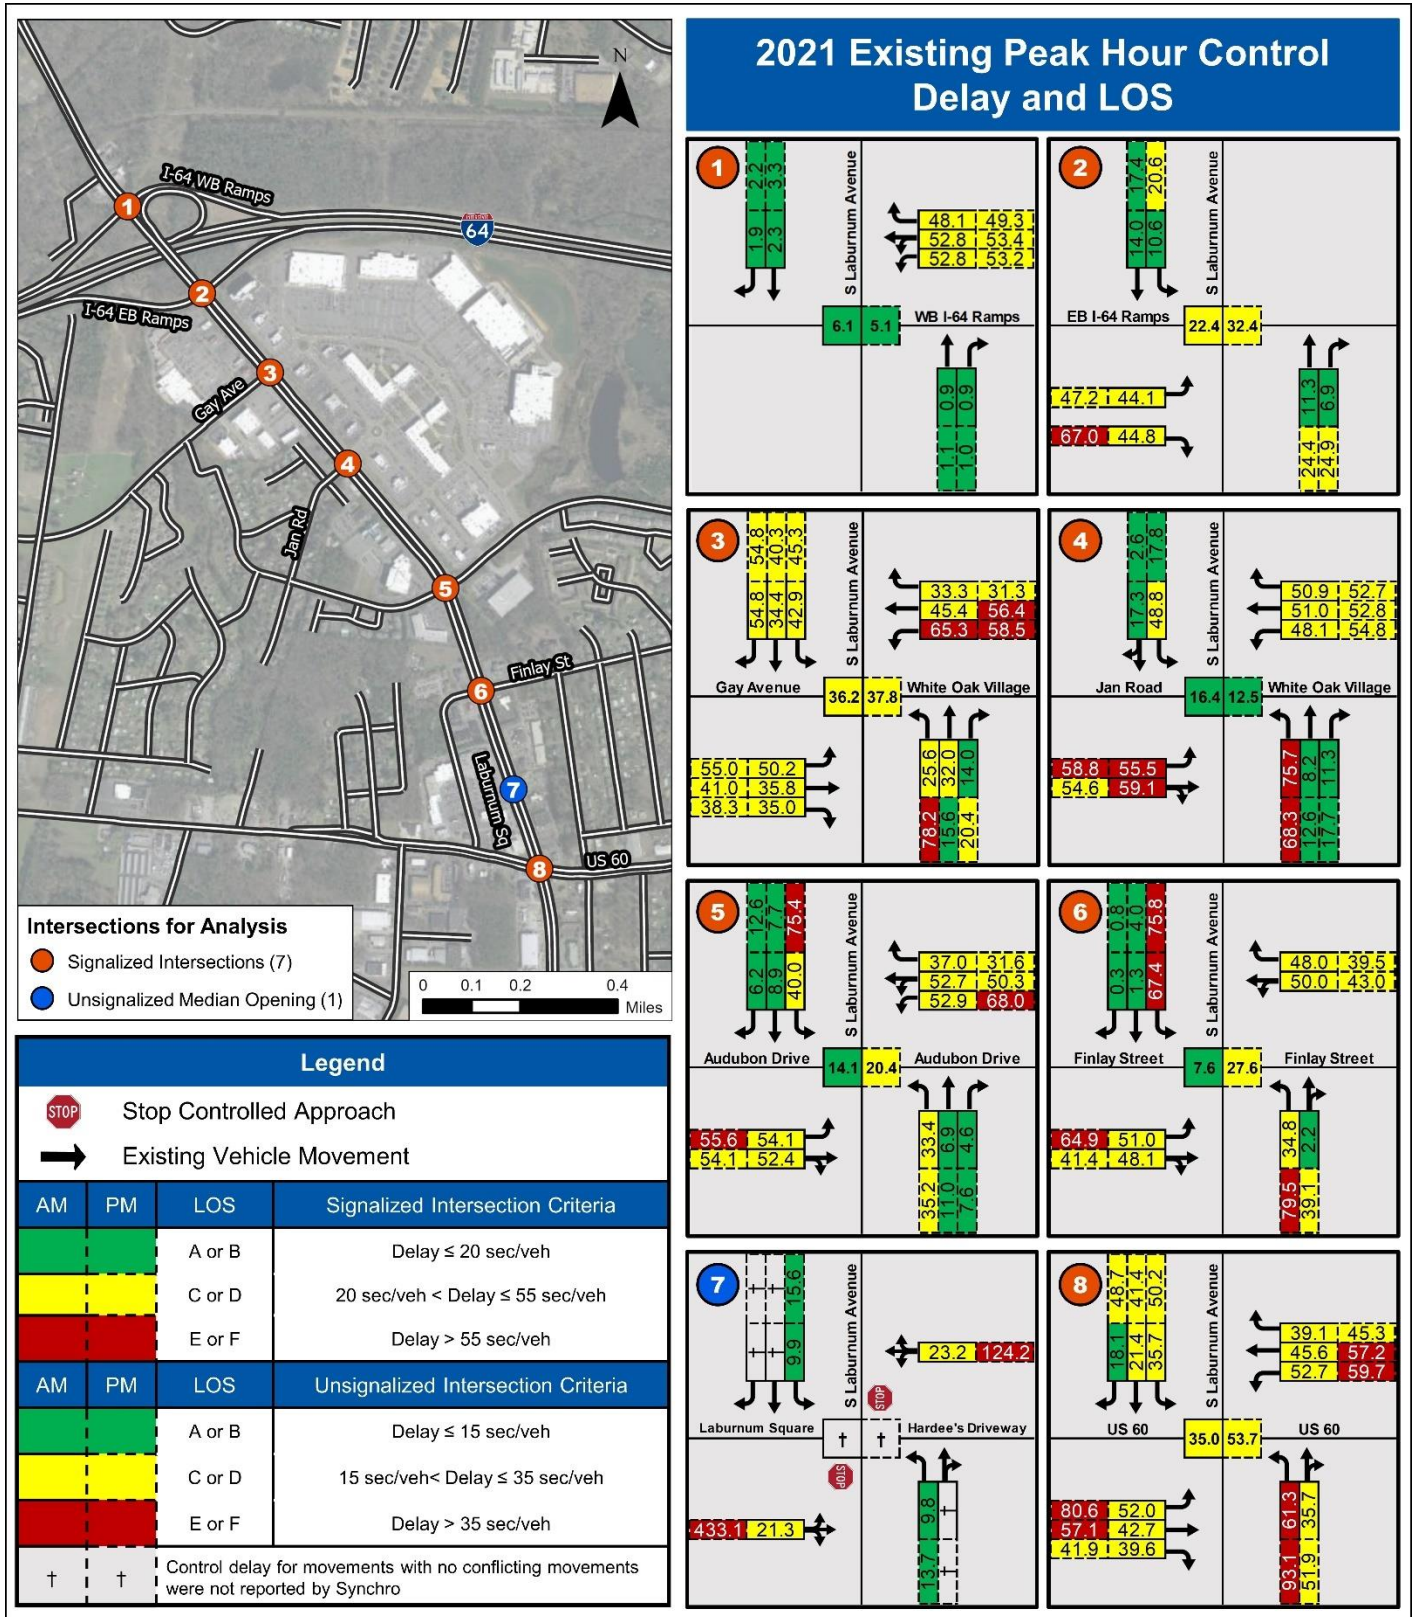 N
I-64 WB Ramps
INTERSTATE
64
I-64 EB Ramps
Gay Ave
Jan Rd
Finlay St
Laburnum Sq
US 60
1
2
3
4
5
6
7
8
Intersections for Analysis
Signalized Intersections (7)
Unsignalized Median Opening (1)
0 0.1 0.2 0.4
Miles
Legend
STOP Stop Controlled Approach
Existing Vehicle Movement
AM PM LOS Signalized Intersection Criteria
A or B Delay ≤ 20 sec/veh
C or D 20 sec/veh < Delay ≤ 55 sec/veh
E or F Delay > 55 sec/veh
AM PM LOS Unsignalized Intersection Criteria
A or B Delay ≤ 15 sec/veh
C or D 15 sec/veh< Delay ≤ 35 sec/veh
E or F Delay > 35 sec/veh
† † Control delay for movements with no conflicting movements
were not reported by Synchro
2021 Existing Peak Hour Control
Delay and LOS
1
2.2 3.3
1.9 2.3
S Laburnum Avenue
48.1 49.3
52.8 53.4
52.8 53.2
6.1 5.1
WB I-64 Ramps
0.9 0.9
1.1 1.0
2
17.4 20.6
14.0 10.6
S Laburnum Avenue
EB I-64 Ramps
22.4 32.4
47.2 44.1
67.0 44.8
11.3 6.9
24.4 24.9
3
54.8 40.3 45.3
54.8 34.4 42.9
S Laburnum Avenue
33.3 31.3
45.4 56.4
65.3 58.5
Gay Avenue
36.2 37.8
White Oak Village
55.0 50.2
41.0 35.8
38.3 35.0
25.6 32.0 14.0
78.2 15.6 20.4
4
2.6 17.8
17.3 48.8
S Laburnum Avenue
50.9 52.7
51.0 52.8
48.1 54.8
Jan Road
16.4 12.5
White Oak Village
58.8 55.5
54.6 59.1
75.7 8.2 11.3
68.3 12.6 17.7
5
12.6 7.7 75.4
6.2 8.9 40.0
S Laburnum Avenue
37.0 31.6
52.7 50.3
52.9 68.0
Audubon Drive
14.1 20.4
Audubon Drive
55.6 54.1
54.1 52.4
33.4 6.9 4.6
35.2 11.0 7.6
6
0.8 4.0 75.8
0.3 1.3 67.4
S Laburnum Avenue
48.0 39.5
50.0 43.0
Finlay Street
7.6 27.6
Finlay Street
64.9 51.0
41.4 48.1
34.8 2.2
79.5 39.1
7
† † 15.6
† † 9.9
S Laburnum Avenue
23.2 124.2
STOP
Laburnum Square
† †
Hardee's Driveway
STOP
433.1 21.3
9.8 †
13.7 †
8
48.7 41.4 50.2
18.1 21.4 35.7
S Laburnum Avenue
39.1 45.3
45.6 57.2
52.7 59.7
US 60
35.0 53.7
US 60
80.6 52.0
57.1 42.7
41.9 39.6
61.3 35.7
93.1 51.9